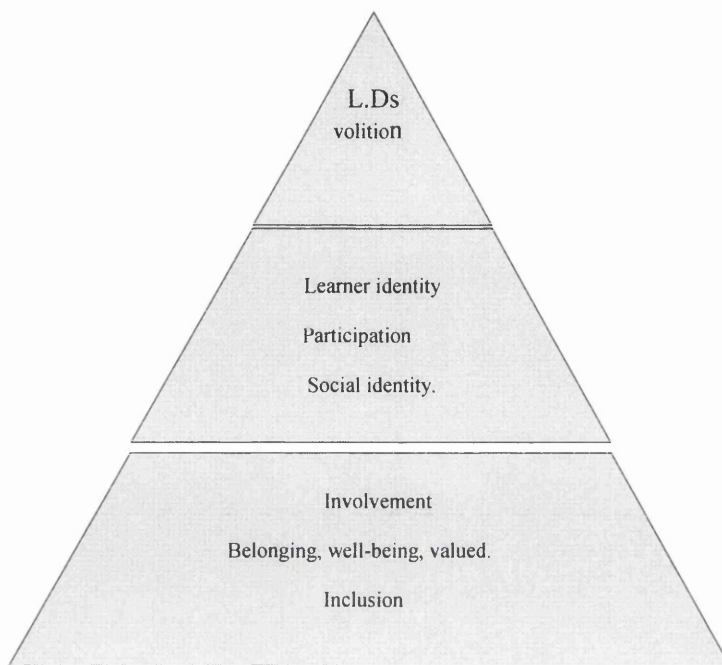 L.Ds
volition
Learner identity
Participation
Social identity.
Involvement
Belonging, well-being, valued.
Inclusion